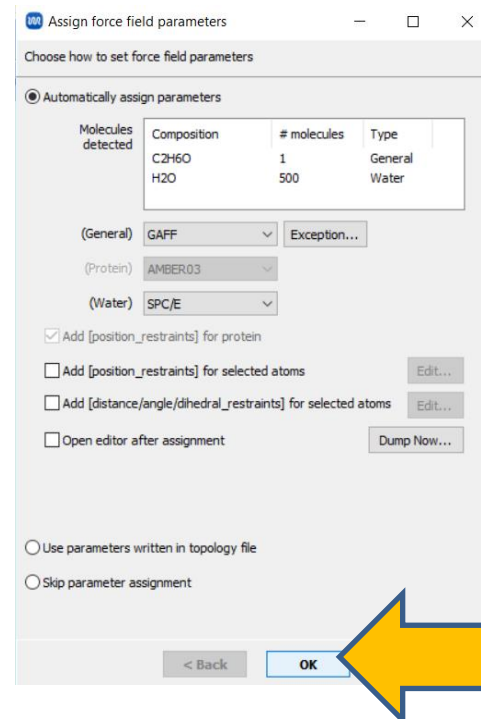 Assign force field parameters
Choose how to set force field parameters
Automatically assign parameters
Molecules detected
Composition # molecules Type
C2H6O 1 General
H2O 500 Water
(General) GAFF Exception...
(Protein) AMBER03
(Water) SPC/E
Add [position_restraints] for protein
Add [position_restraints] for selected atoms Edit...
Add [distance/angle/dihedral_restraints] for selected atoms Edit...
Open editor after assignment Dump Now...
Use parameters written in topology file
Skip parameter assignment
< Back OK